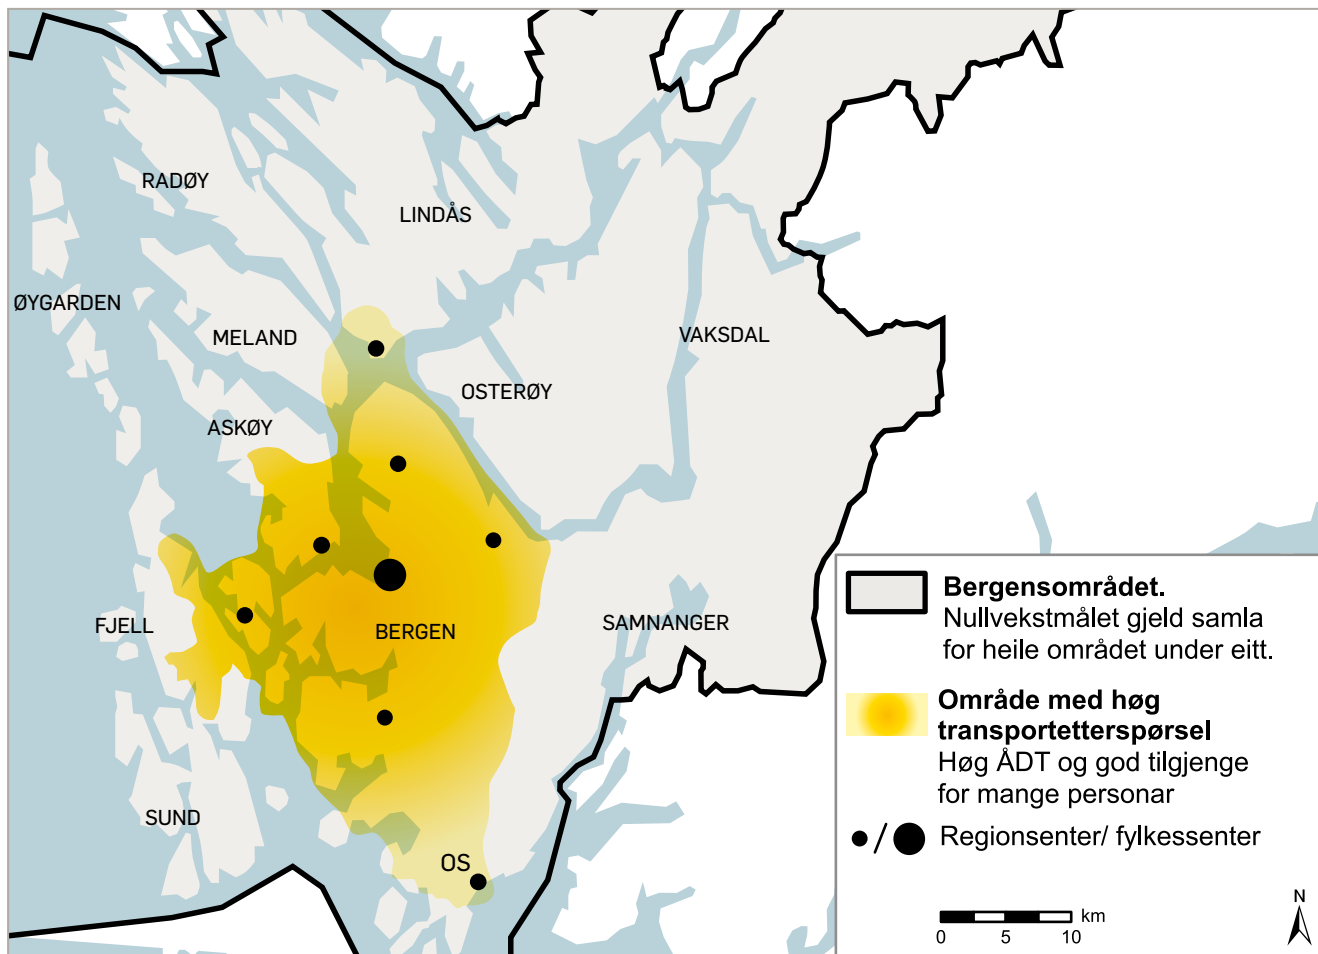 RADØY
LINDÅS
ØYGARDEN
MELAND
VAKSDAL
OSTERØY
ASKØY
FJELL
BERGEN
SAMNANGER
SUND
OS
Bergensområdet.
Nullvekstmålet gjeld samla
for heile området under eitt.
Område med høg
transportetterspørsel
Høg ÅDT og god tilgjenge
for mange personar
/ Regionsenter/ fylkessenter
km
0 5 10
N